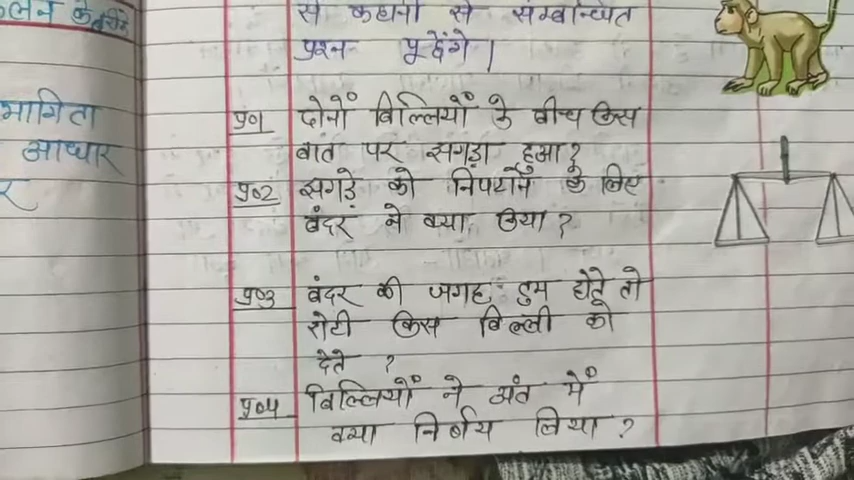 से कहानी से सम्बन्धित
प्रश्न पूछेंगे।
भागिता
आधार
र
प्र०1 दोनों बिल्लियों के बीच किस
बात पर झगड़ा हुआ?
प्र०2 झगड़े को निपटाने के लिए
बंदर ने क्या किया?
प्र०3 बंदर की जगह तुम होते तो
रोटी किस बिल्ली को
देते ?
प्र०4 बिल्लियों ने अंत में
क्या निर्णय लिया?